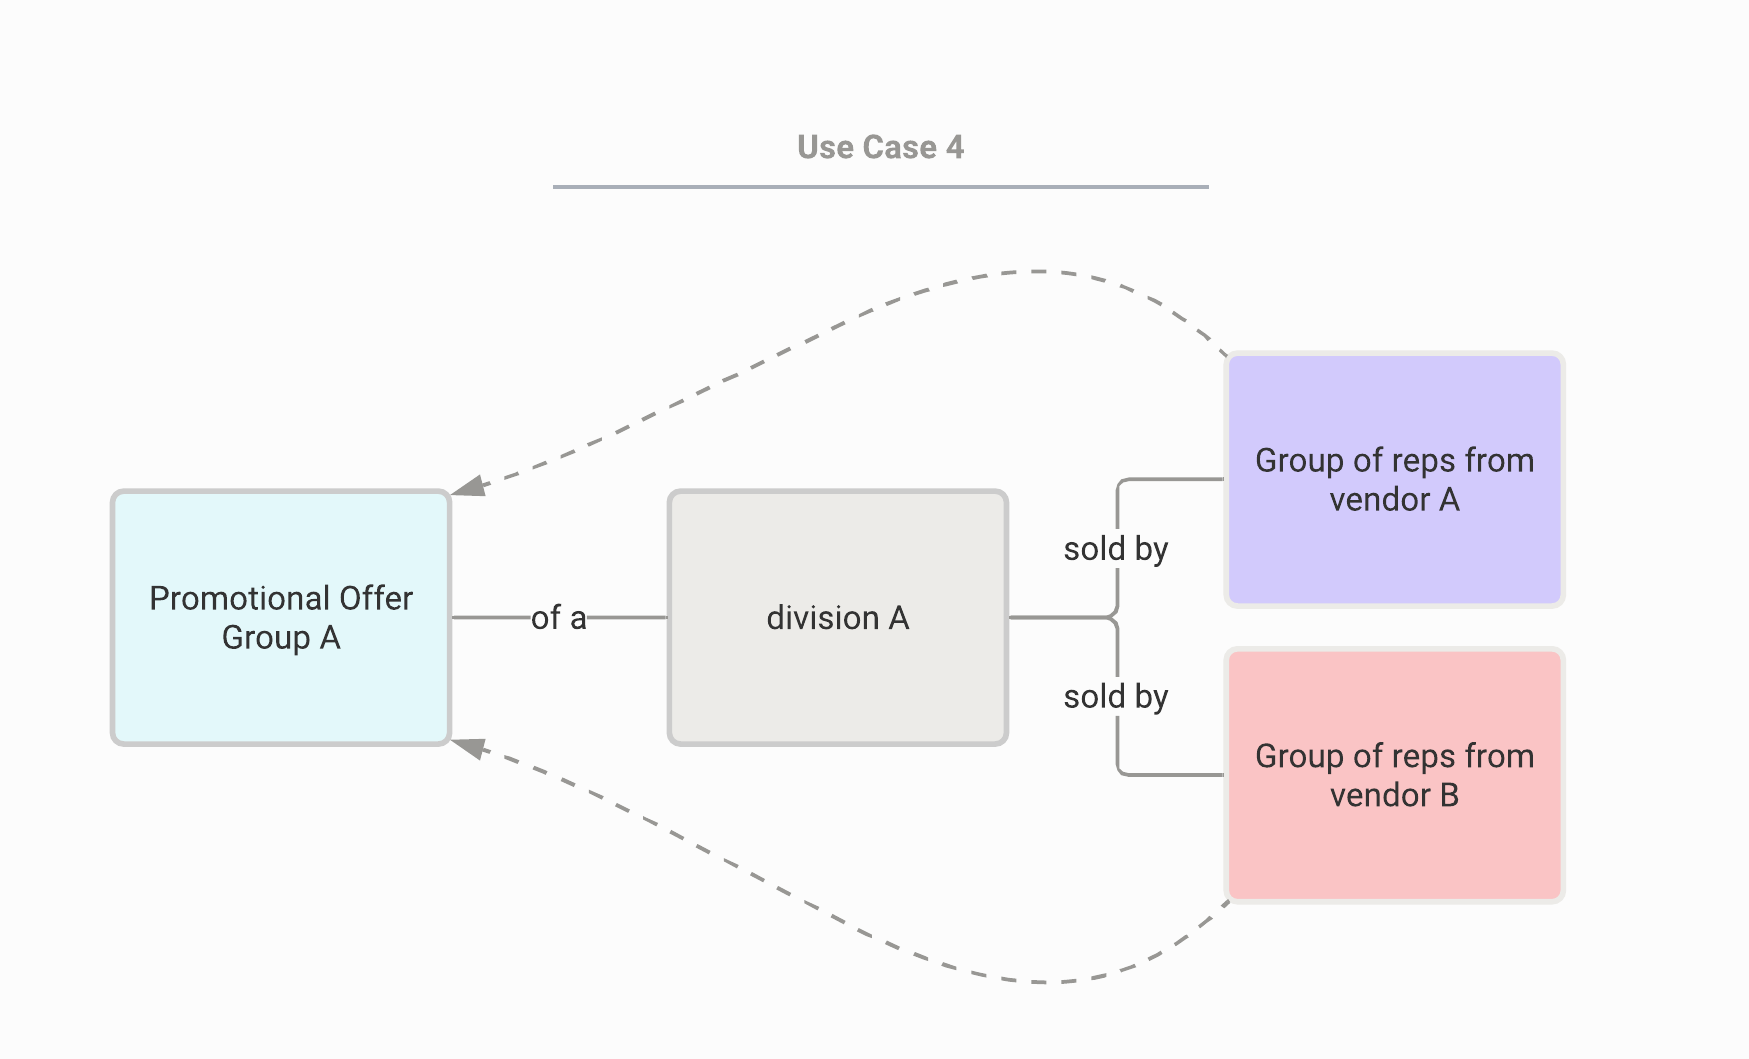 Use Case 4
Promotional Offer
Group A
of a
division A
sold by
sold by
Group of reps from
vendor A
Group of reps from
vendor B